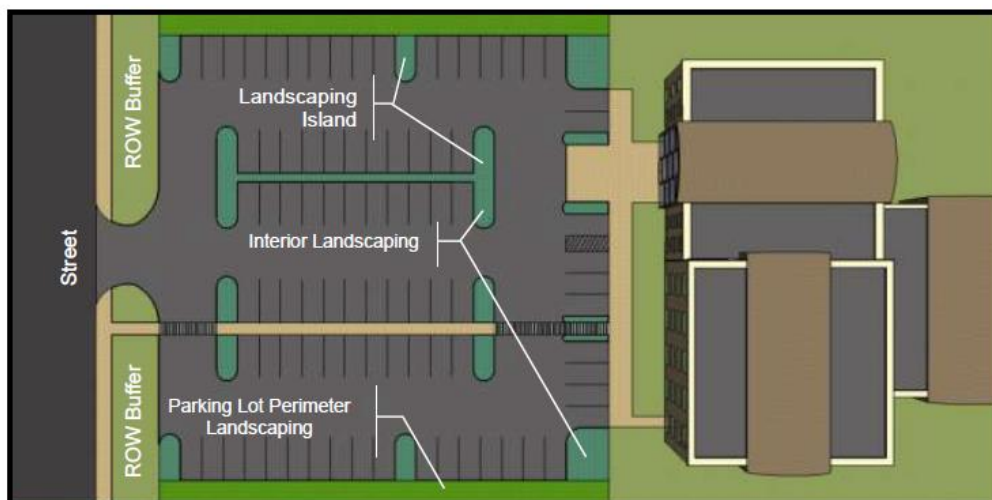 ROW Buffer
Landscaping
Island
Interior Landscaping
Street
Parking Lot Perimeter
Landscaping
ROW Buffer